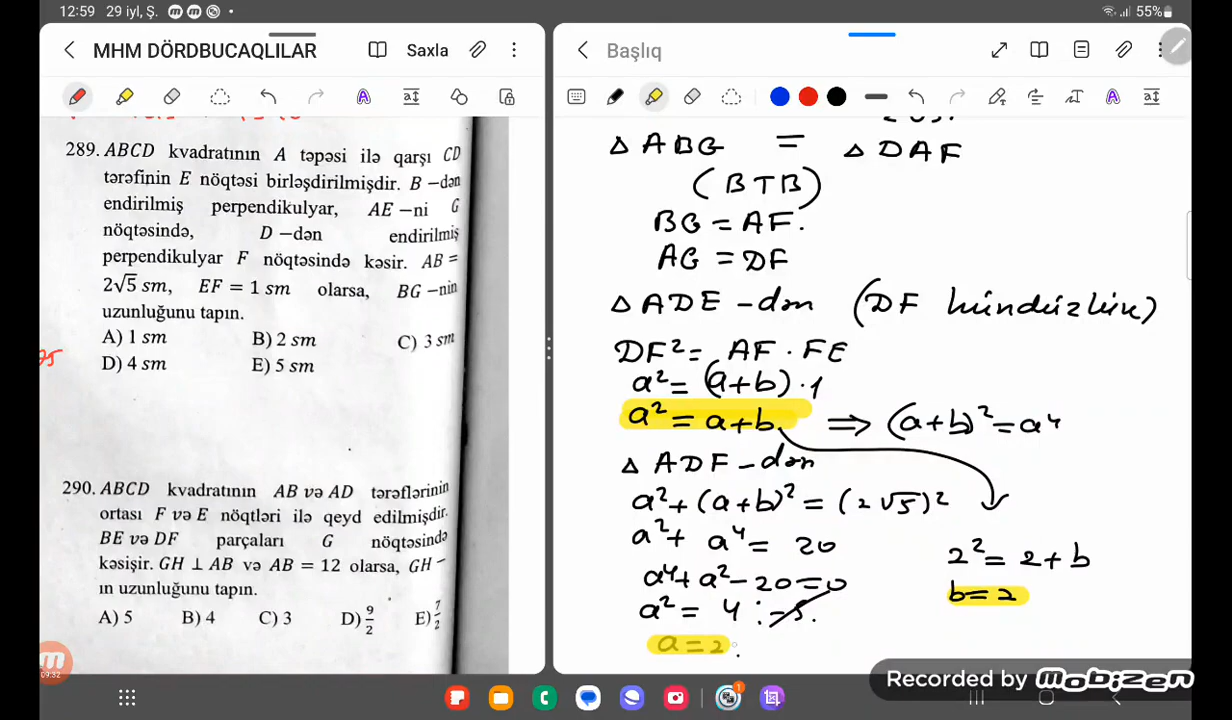 12:59 29 iyl, Ş.
55%
MHM DÖRDBUCAQLILAR
Saxla
Başlıq
289. ABCD kvadratının A təpəsi ilə qarşı CD
tərəfinin E nöqtəsi birləşdirilmişdir. B −dən
endirilmiş perpendikulyar, AE −ni G
nöqtəsində, D −dən endirilmiş
perpendikulyar F nöqtəsində kəsir. AB =
2√5 sm, EF = 1 sm olarsa, BG −nin
uzunluğunu tapın.
A) 1 sm B) 2 sm C) 3 sm
D) 4 sm E) 5 sm
290. ABCD kvadratının AB və AD tərəflərinin
ortası F və E nöqtləri ilə qeyd edilmişdir.
BE və DF parçaları G nöqtəsində
kəsişir. GH ⊥ AB və AB = 12 olarsa, GH −
ın uzunluğunu tapın.
A) 5 B) 4 C) 3 D) 9/2 E) 7/2
△ ABG = △ DAF
(BTB)
BG = AF.
AG = DF
△ ADE -dən (DF hündüzlük)
DF² = AF · FE
a² = (a+b) · 1
a² = a+b ⟹ (a+b)² = a⁴
△ ADF -dən
a² + (a+b)² = (2√5)²
a² + a⁴ = 20
a⁴ + a² - 20 = 0
a² = 4 ; -5.
a = 2
2² = 2 + b
b = 2
Recorded by mobizen
09:32